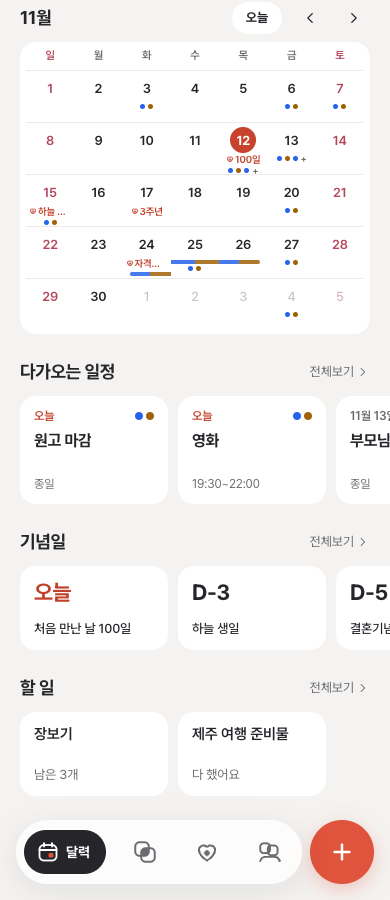 11월 오늘
일 월 화 수 목 금 토
1 2 3 4 5 6 7
8 9 10 11 12 13 14
100일 +
+
15 16 17 18 19 20 21
하늘 ... 3주년
22 23 24 25 26 27 28
자격...
29 30 1 2 3 4 5
다가오는 일정 전체보기
오늘 오늘 11월 13일
원고 마감 영화 부모님
종일 19:30~22:00 종일
기념일 전체보기
오늘 D-3 D-5
처음 만난 날 100일 하늘 생일 결혼기념
할 일 전체보기
장보기 제주 여행 준비물
남은 3개 다 했어요
달력